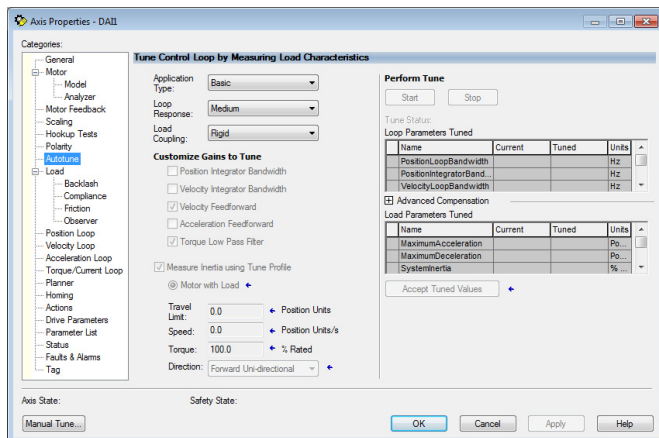 Axis Properties - DAI1
Categories:
General
Motor
Model
Analyzer
Motor Feedback
Scaling
Hookup Tests
Polarity
Autotune
Load
Backlash
Compliance
Friction
Observer
Position Loop
Velocity Loop
Acceleration Loop
Torque/Current Loop
Planner
Homing
Actions
Drive Parameters
Parameter List
Status
Faults & Alarms
Tag
Tune Control Loop by Measuring Load Characteristics
Application Type: Basic
Loop Response: Medium
Load Coupling: Rigid
Customize Gains to Tune
Position Integrator Bandwidth
Velocity Integrator Bandwidth
Velocity Feedforward
Acceleration Feedforward
Torque Low Pass Filter
Measure Inertia using Tune Profile
Motor with Load
Travel Limit: 0.0 Position Units
Speed: 0.0 Position Units/s
Torque: 100.0 % Rated
Direction: Forward Uni-directional
Perform Tune
Start Stop
Tune Status:
Loop Parameters Tuned
Name Current Tuned Units
PositionLoopBandwidth Hz
PositionIntegratorBand... Hz
VelocityLoopBandwidth Hz
Advanced Compensation
Load Parameters Tuned
Name Current Tuned Units
MaximumAcceleration Po...
MaximumDeceleration Po...
SystemInertia % ...
Accept Tuned Values
Axis State: Safety State:
Manual Tune... OK Cancel Apply Help